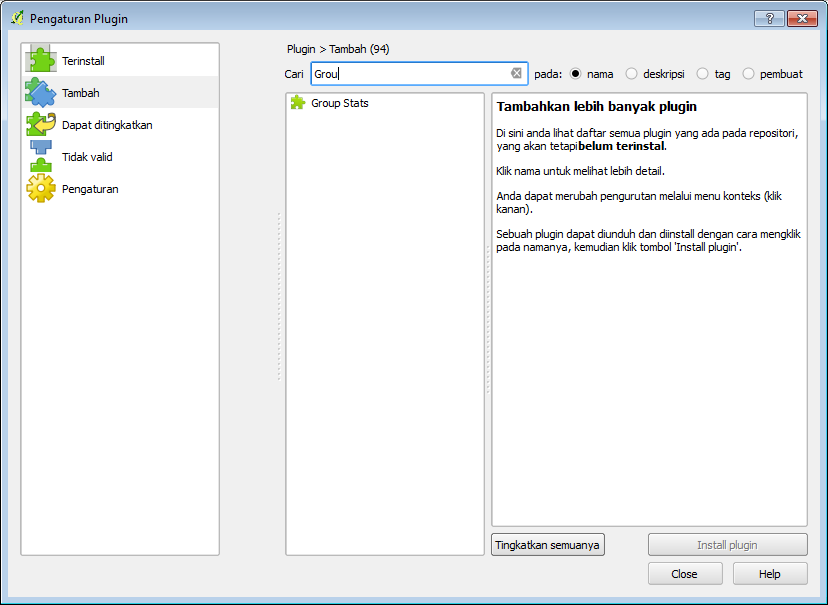 Pengaturan Plugin
Terinstall
Tambah
Dapat ditingkatkan
Tidak valid
Pengaturan
Plugin > Tambah (94)
Cari Grou pada: nama deskripsi tag pembuat
Group Stats
Tambahkan lebih banyak plugin
Di sini anda lihat daftar semua plugin yang ada pada repositori,
yang akan tetapibelum terinstal.
Klik nama untuk melihat lebih detail.
Anda dapat merubah pengurutan melalui menu konteks (klik
kanan).
Sebuah plugin dapat diunduh dan diinstall dengan cara mengklik
pada namanya, kemudian klik tombol 'Install plugin'.
Tingkatkan semuanya Install plugin
Close Help